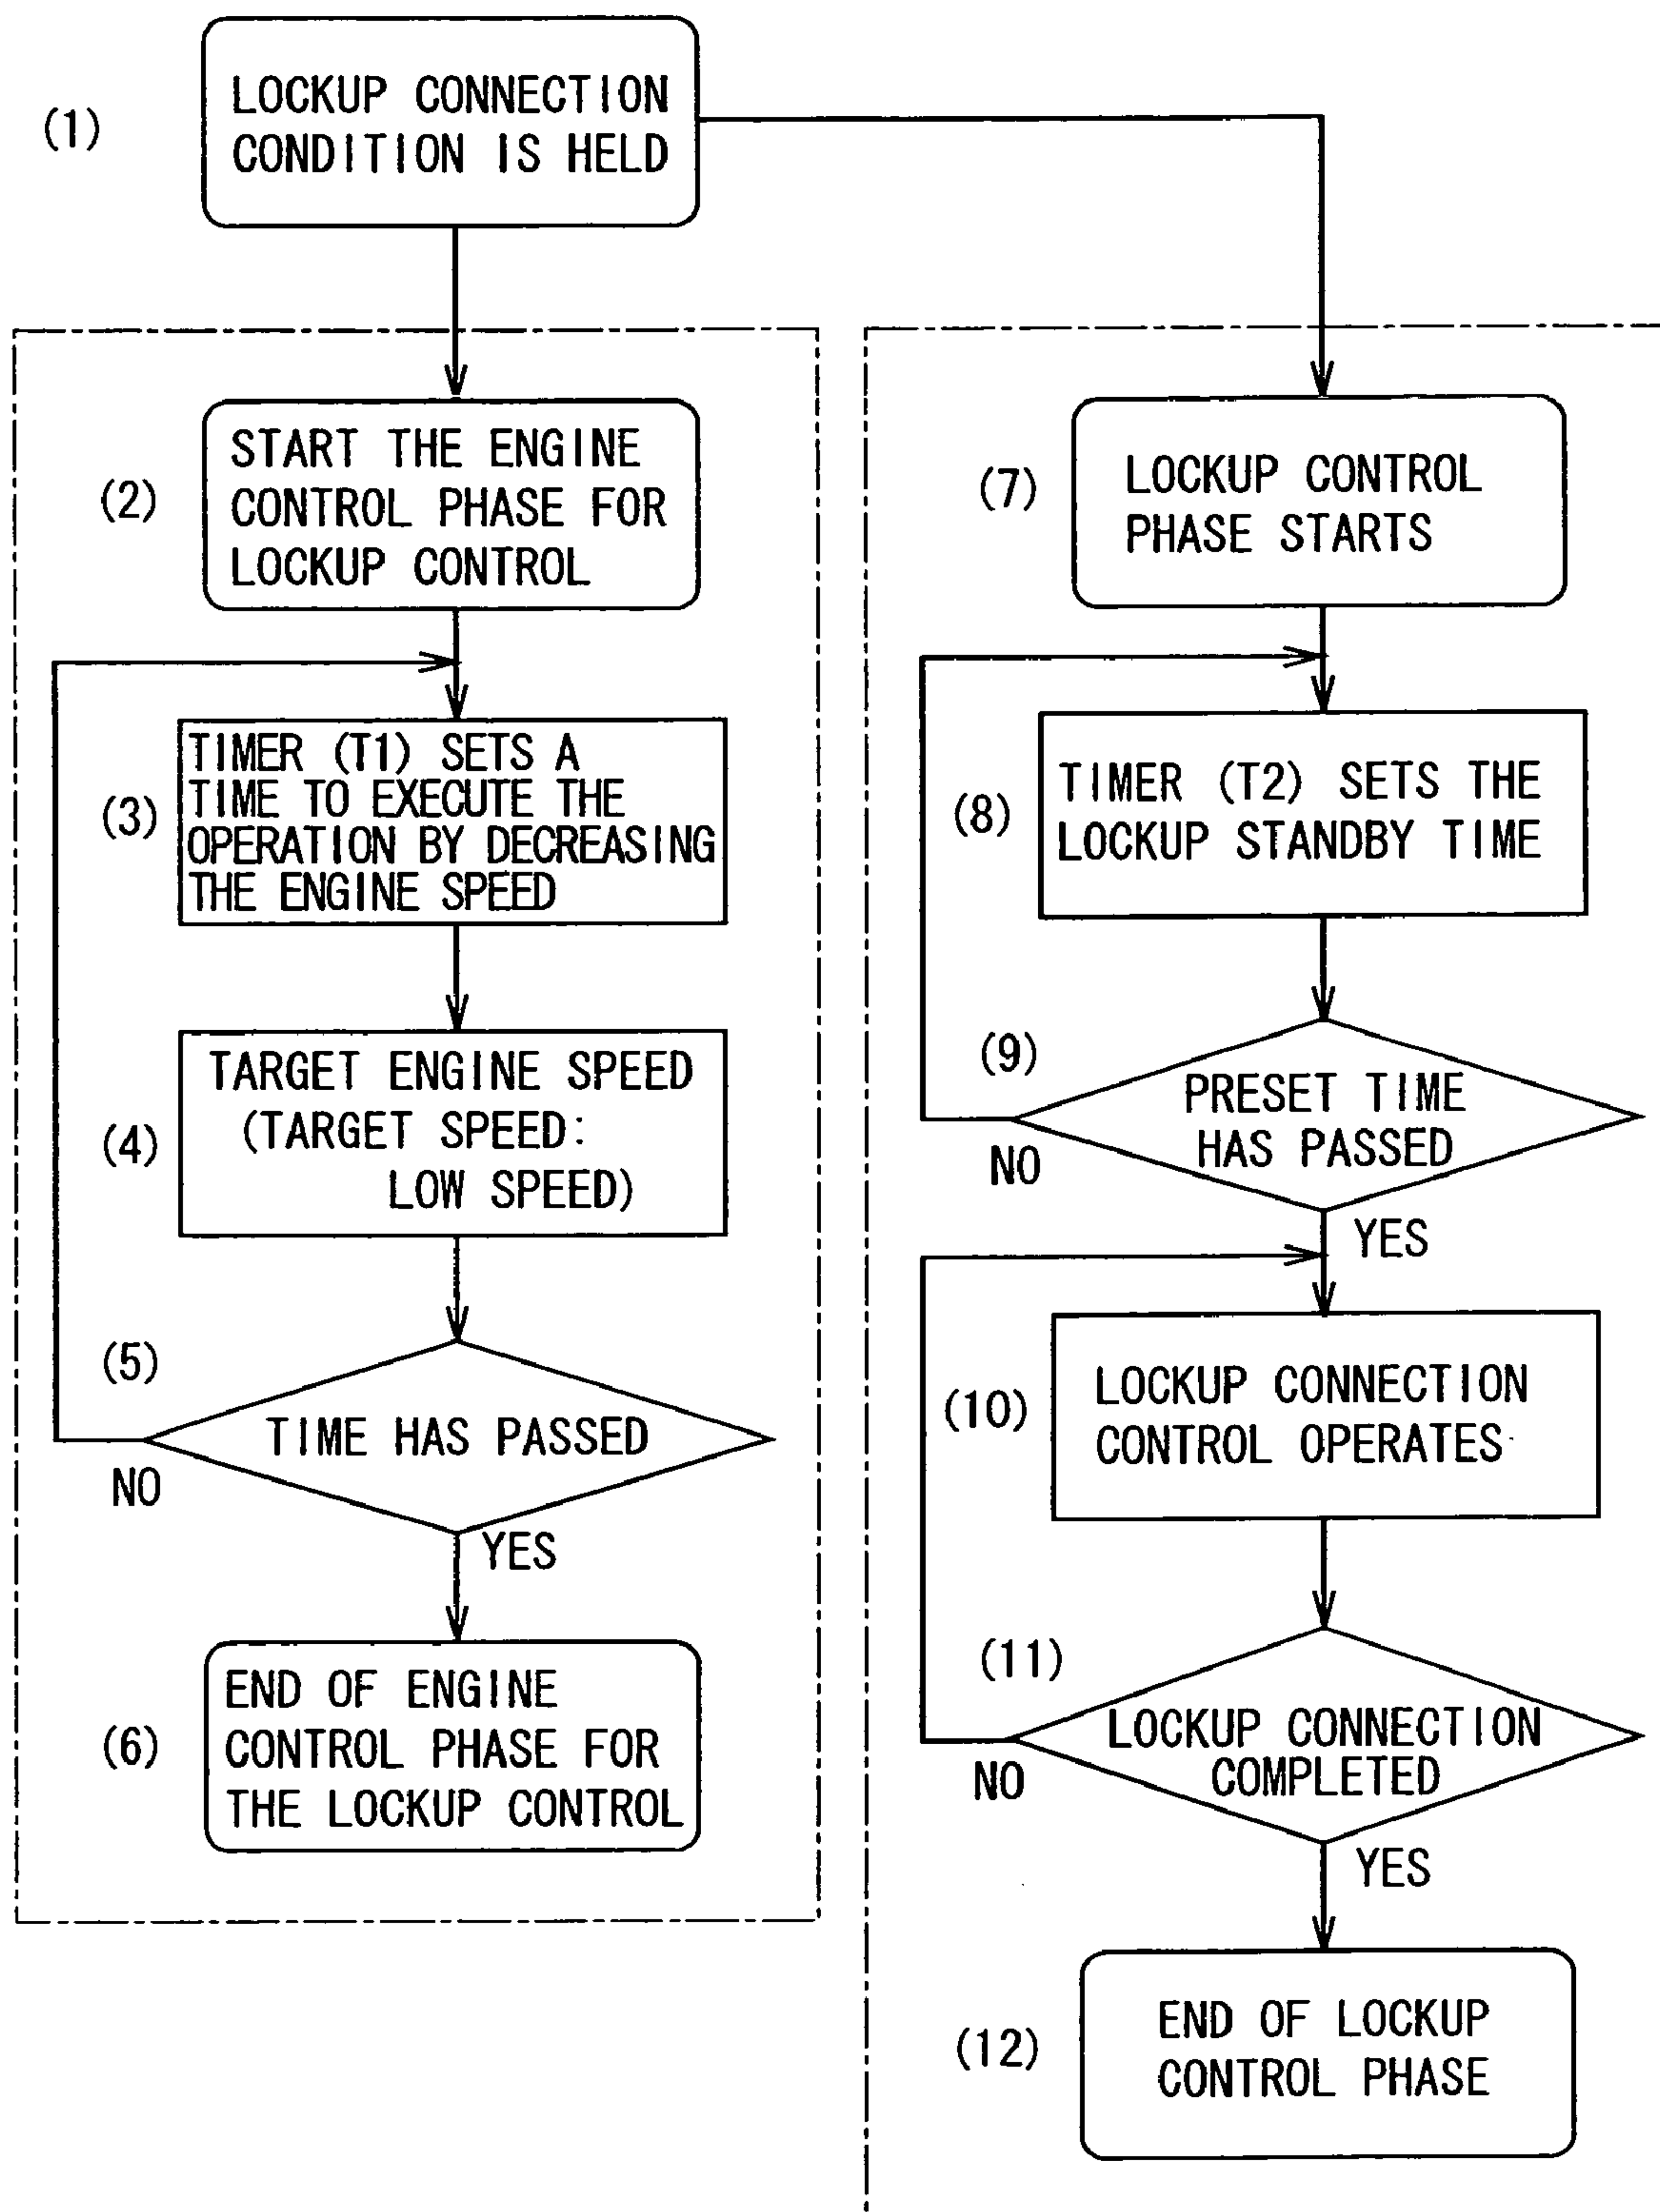 (1)
LOCKUP CONNECTION
CONDITION IS HELD
(2)
START THE ENGINE
CONTROL PHASE FOR
LOCKUP CONTROL
(3)
TIMER (T1) SETS A
TIME TO EXECUTE THE
OPERATION BY DECREASING
THE ENGINE SPEED
(4)
TARGET ENGINE SPEED
(TARGET SPEED:
LOW SPEED)
(5)
TIME HAS PASSED
NO
YES
(6)
END OF ENGINE
CONTROL PHASE FOR
THE LOCKUP CONTROL
(7)
LOCKUP CONTROL
PHASE STARTS
(8)
TIMER (T2) SETS THE
LOCKUP STANDBY TIME
(9)
PRESET TIME
HAS PASSED
NO
YES
(10)
LOCKUP CONNECTION
CONTROL OPERATES
(11)
LOCKUP CONNECTION
COMPLETED
NO
YES
(12)
END OF LOCKUP
CONTROL PHASE